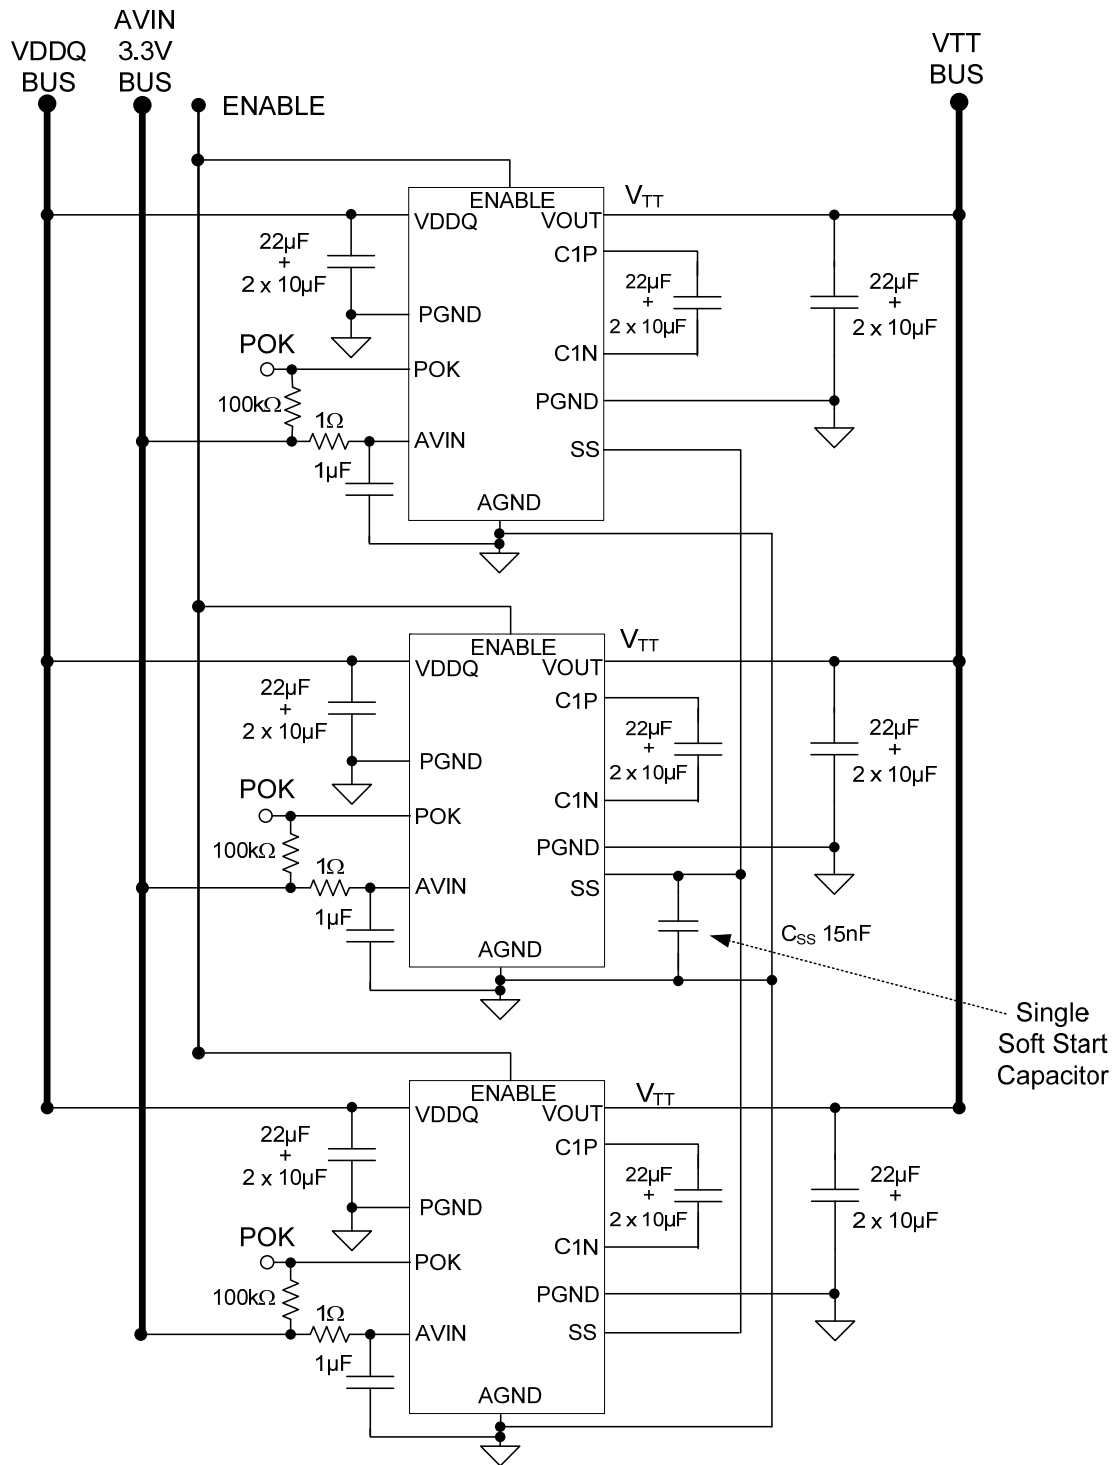 VDDQ
BUS
AVIN
3.3V
BUS
ENABLE
VTT
BUS
ENABLE
VDDQ
VOUT
VTT
C1P
22µF
+
2 x 10µF
22µF
+
2 x 10µF
22µF
+
2 x 10µF
PGND
POK
POK
C1N
100kΩ
1Ω
PGND
AVIN
SS
1µF
AGND
ENABLE
VDDQ
VOUT
VTT
C1P
22µF
+
2 x 10µF
22µF
+
2 x 10µF
22µF
+
2 x 10µF
PGND
POK
POK
C1N
100kΩ
1Ω
PGND
AVIN
SS
1µF
AGND
CSS 15nF
Single
Soft Start
Capacitor
ENABLE
VDDQ
VOUT
VTT
C1P
22µF
+
2 x 10µF
22µF
+
2 x 10µF
22µF
+
2 x 10µF
PGND
POK
POK
C1N
100kΩ
1Ω
PGND
AVIN
SS
1µF
AGND